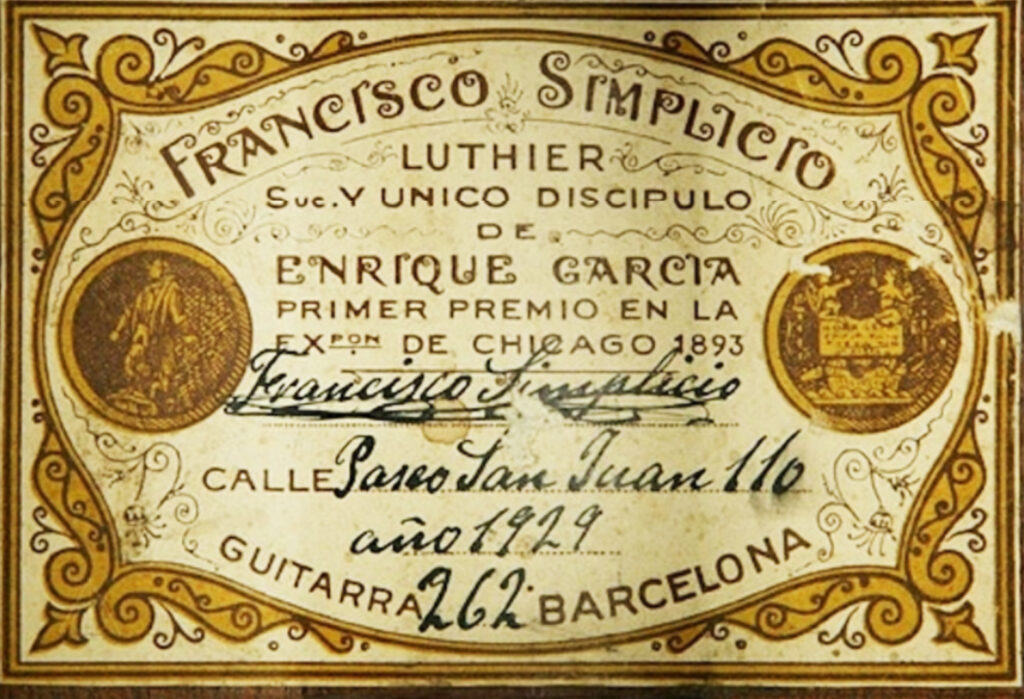 FRANCISCO SIMPLICIO
LUTHIER
Suc. Y UNICO DISCIPULO
DE
ENRIQUE GARCIA
PRIMER PREMIO EN LA
EXPON DE CHICAGO 1893
Francisco Simplicio
CALLE Paseo San Juan 110
año 1929
GUITARRA 262 BARCELONA